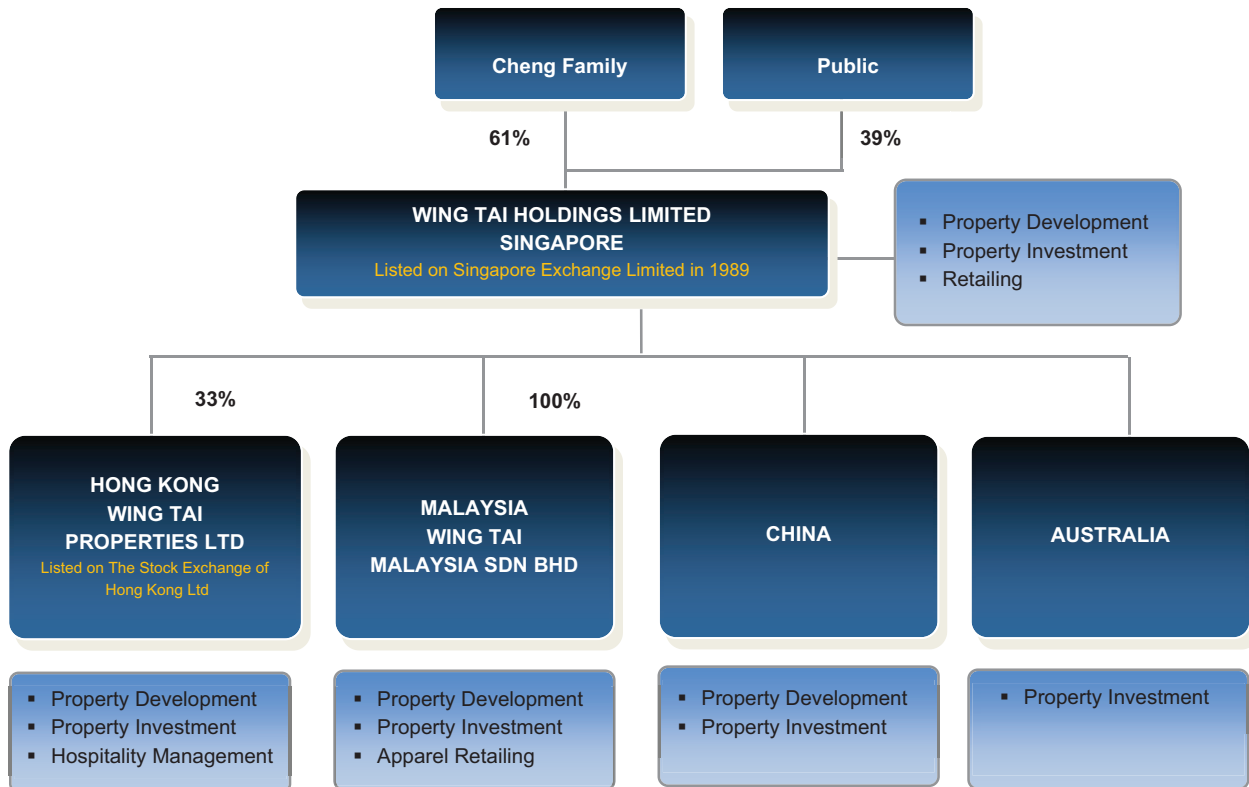 Cheng Family
Public
61%
39%
WING TAI HOLDINGS LIMITED
SINGAPORE
Listed on Singapore Exchange Limited in 1989
▪ Property Development
▪ Property Investment
▪ Retailing
33%
100%
HONG KONG
WING TAI
PROPERTIES LTD
Listed on The Stock Exchange of
Hong Kong Ltd
MALAYSIA
WING TAI
MALAYSIA SDN BHD
CHINA
AUSTRALIA
▪ Property Development
▪ Property Investment
▪ Hospitality Management
▪ Property Development
▪ Property Investment
▪ Apparel Retailing
▪ Property Development
▪ Property Investment
▪ Property Investment